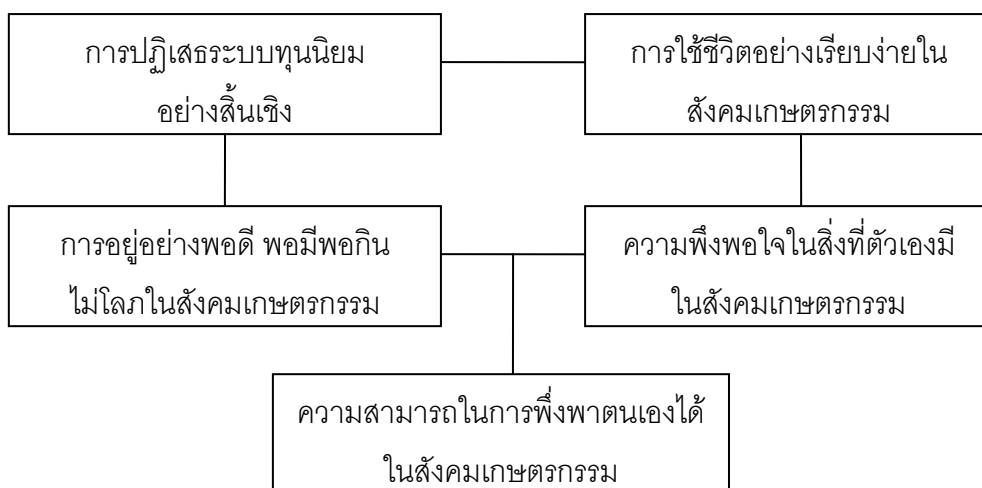 การปฏิเสธระบบทุนนิยม
อย่างสิ้นเชิง
การใช้ชีวิตอย่างเรียบง่ายใน
สังคมเกษตรกรรม
การอยู่อย่างพอดี พอมีพอกิน
ไม่โลภในสังคมเกษตรกรรม
ความพึงพอใจในสิ่งที่ตัวเองมี
ในสังคมเกษตรกรรม
ความสามารถในการพึ่งพาตนเองได้
ในสังคมเกษตรกรรม